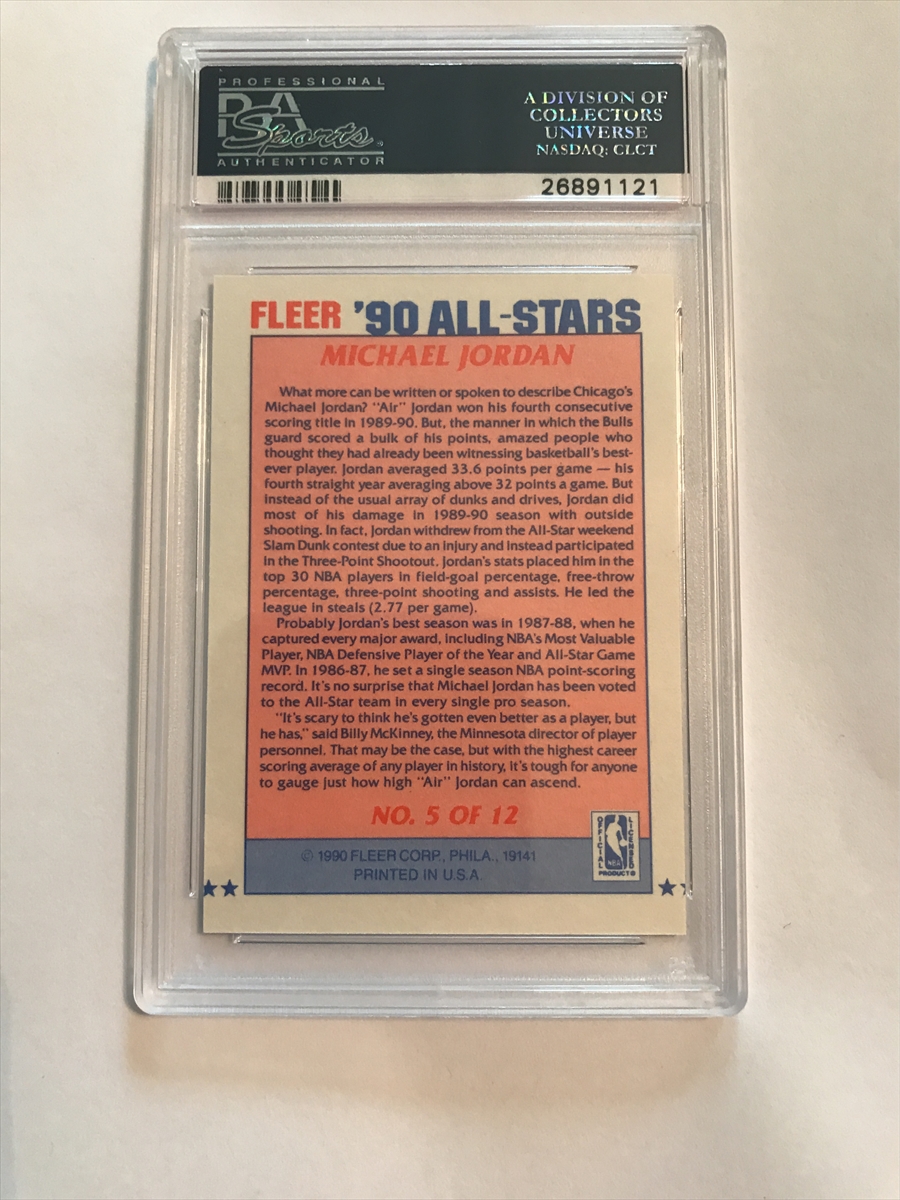 PROFESSIONAL
PSA
Sports
AUTHENTICATOR
A DIVISION OF
COLLECTORS
UNIVERSE
NASDAQ: CLCT
26891121
FLEER '90 ALL-STARS
MICHAEL JORDAN
What more can be written or spoken to describe Chicago's
Michael Jordan? "Air" Jordan won his fourth consecutive
scoring title in 1989-90. But, the manner in which the Bulls
guard scored a bulk of his points, amazed people who
thought they had already been witnessing basketball's best-
ever player. Jordan averaged 33.6 points per game — his
fourth straight year averaging above 32 points a game. But
instead of the usual array of dunks and drives, Jordan did
most of his damage in 1989-90 season with outside
shooting. In fact, Jordan withdrew from the All-Star weekend
Slam Dunk contest due to an injury and instead participated
in the Three-Point Shootout. Jordan's stats placed him in the
top 30 NBA players in field-goal percentage, free-throw
percentage, three-point shooting and assists. He led the
league in steals (2.77 per game).
Probably Jordan's best season was in 1987-88, when he
captured every major award, including NBA's Most Valuable
Player, NBA Defensive Player of the Year and All-Star Game
MVP. In 1986-87, he set a single season NBA point-scoring
record. It's no surprise that Michael Jordan has been voted
to the All-Star team in every single pro season.
"It's scary to think he's gotten even better as a player, but
he has," said Billy McKinney, the Minnesota director of player
personnel. That may be the case, but with the highest career
scoring average of any player in history, it's tough for anyone
to gauge just how high "Air" Jordan can ascend.
NO. 5 OF 12
© 1990 FLEER CORP., PHILA., 19141
PRINTED IN U.S.A.
OFFICIAL
LICENSED
NBA
PRODUCT®